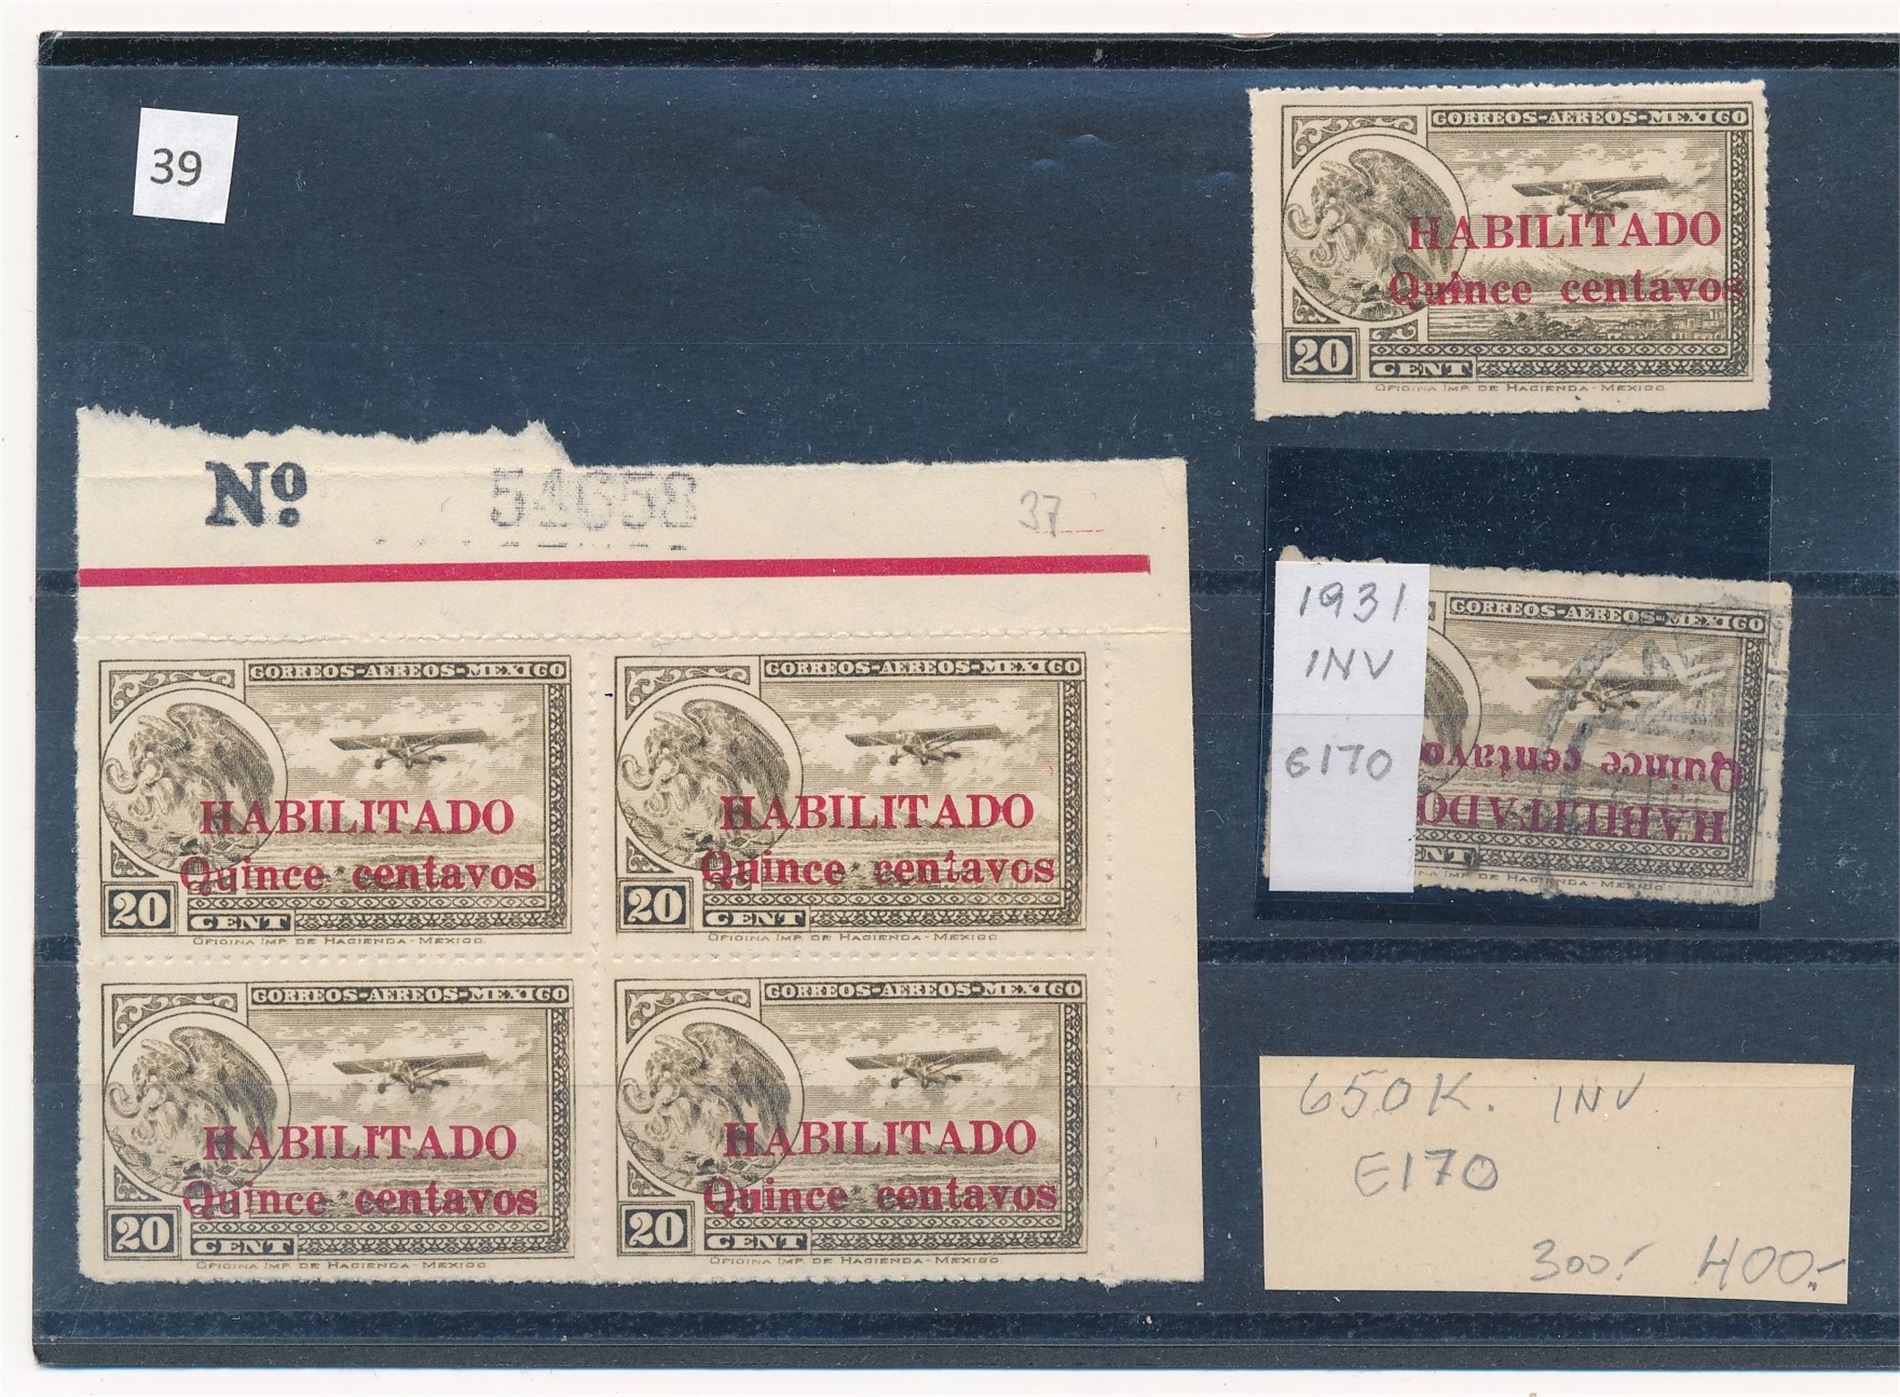 39
CORREOS-AEREOS-MEXICO
HABILITADO
Quince centavos
20 CENT
OFICINA IMP. DE HACIENDA-MEXICO
No. 54658
37
CORREOS-AEREOS-MEXICO
HABILITADO
Quince centavos
20 CENT
OFICINA IMP. DE HACIENDA-MEXICO
CORREOS-AEREOS-MEXICO
HABILITADO
Quince centavos
20 CENT
OFICINA IMP. DE HACIENDA-MEXICO
CORREOS-AEREOS-MEXICO
HABILITADO
Quince centavos
20 CENT
OFICINA IMP. DE HACIENDA-MEXICO
CORREOS-AEREOS-MEXICO
HABILITADO
Quince centavos
20 CENT
OFICINA IMP. DE HACIENDA-MEXICO
1931
INV
E170
CORREOS-AEREOS-MEXICO
Quince centavo
HABILITADO
ENT
IMP. DE HACIENDA-MEXICO
650K. INV.
E170
300.- 400.-